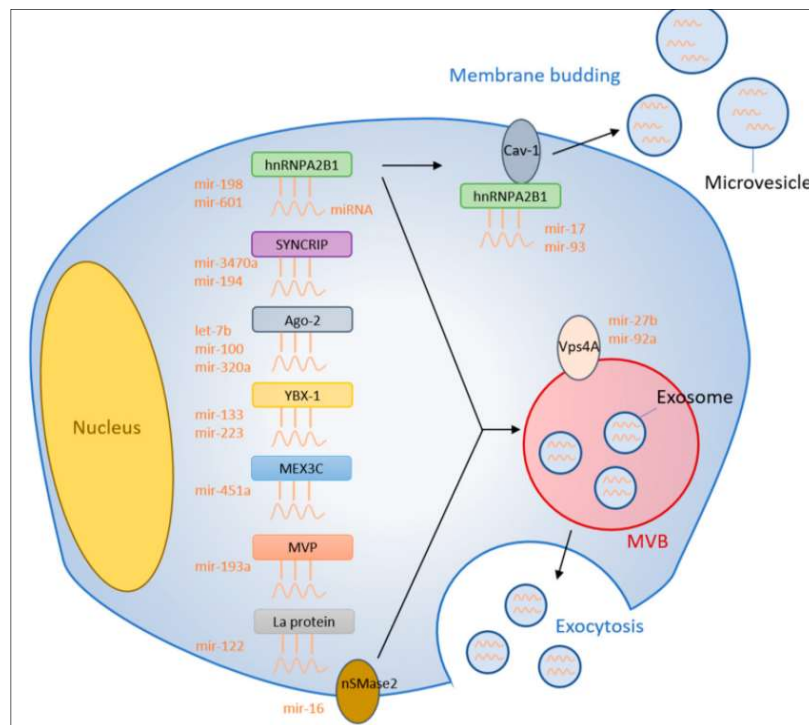 Membrane budding
Cav-1
Microvesicle
hnRNPA2B1
mir-198
mir-601
miRNA
hnRNPA2B1
mir-17
mir-93
SYNCRIP
mir-3470a
mir-194
Ago-2
let-7b
mir-100
mir-320a
mir-27b
mir-92a
Vps4A
Exosome
MVB
YBX-1
mir-133
mir-223
Nucleus
MEX3C
mir-451a
MVP
mir-193a
La protein
mir-122
nSMase2
mir-16
Exocytosis